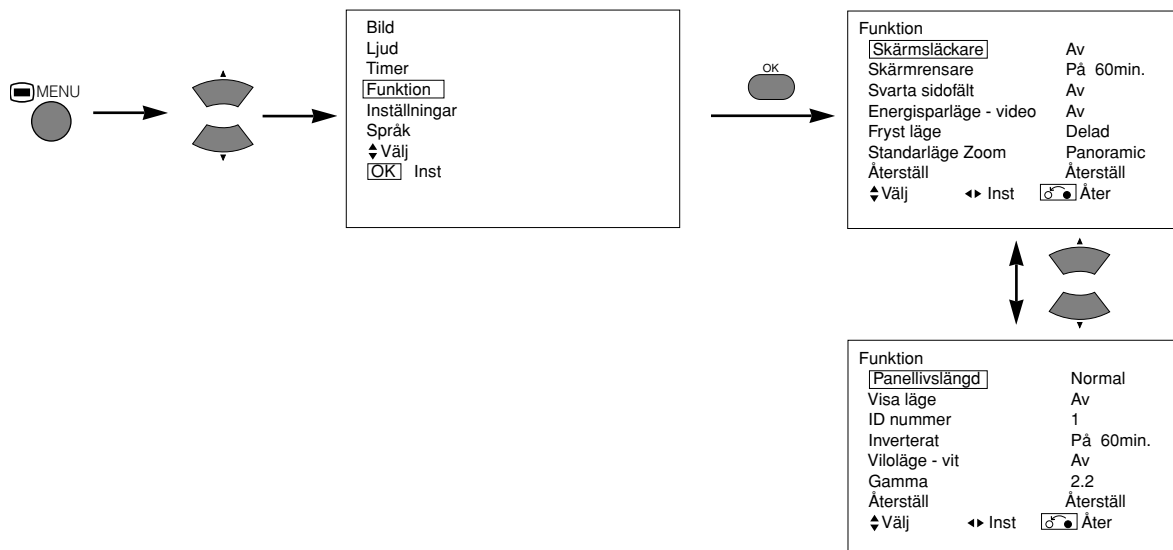 MENU
Bild
Ljud
Timer
Funktion
Inställningar
Språk
Välj
OK Inst
OK
Funktion
Skärmsläckare Av
Skärmrensare På 60min.
Svarta sidofält Av
Energisparläge - video Av
Fryst läge Delad
Standarläge Zoom Panoramic
Återställ Återställ
Välj Inst Åter
Funktion
Panellivslängd Normal
Visa läge Av
ID nummer 1
Inverterat På 60min.
Viloläge - vit Av
Gamma 2.2
Återställ Återställ
Välj Inst Åter